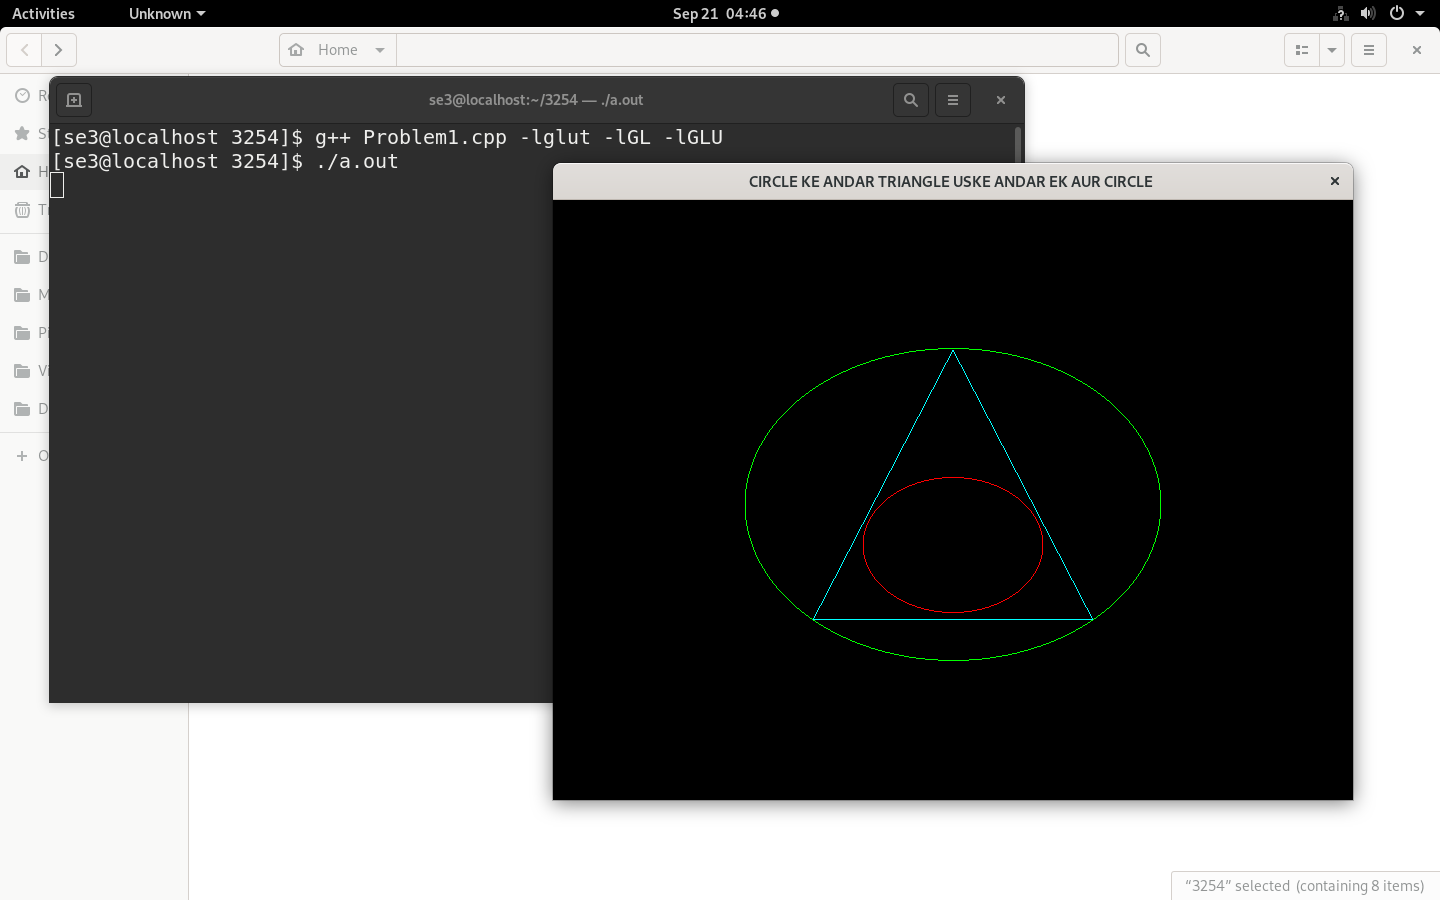 Activities
Unknown
Sep 21 04:46
Home
se3@localhost:~/3254 — ./a.out
[se3@localhost 3254]$ g++ Problem1.cpp -lglut -lGL -lGLU
[se3@localhost 3254]$ ./a.out
CIRCLE KE ANDAR TRIANGLE USKE ANDAR EK AUR CIRCLE
“3254” selected (containing 8 items)